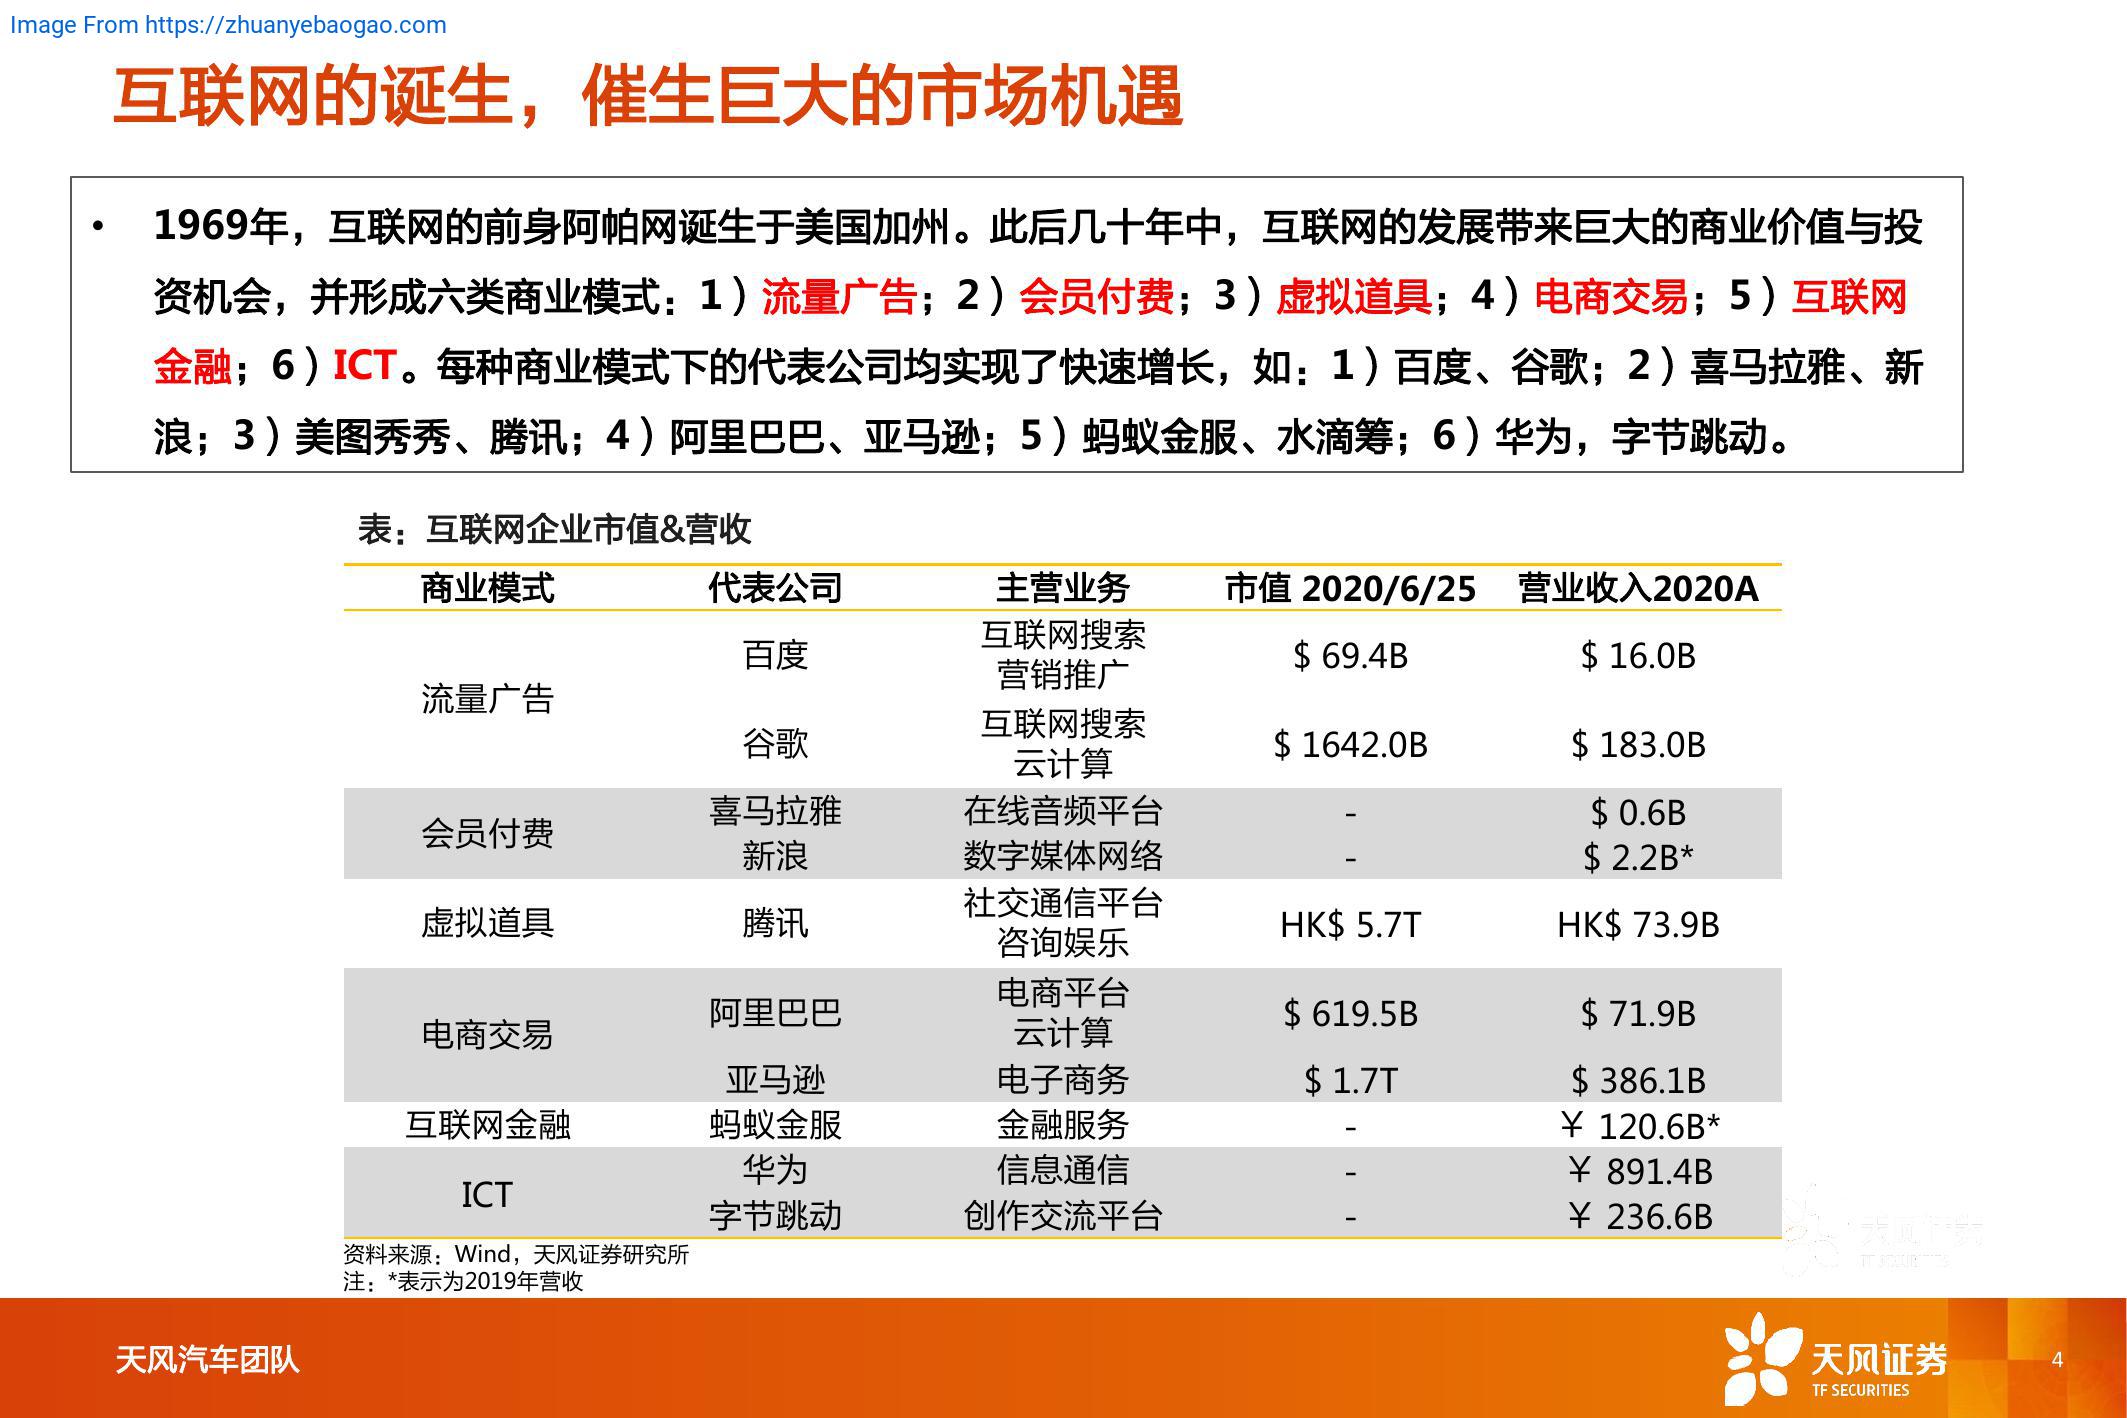 Image From https://zhuanyebaogao.com
互联网的诞生，催生巨大的市场机遇
• 1969年，互联网的前身阿帕网诞生于美国加州。此后几十年中，互联网的发展带来巨大的商业价值与投
资机会，并形成六类商业模式：1）流量广告；2）会员付费；3）虚拟道具；4）电商交易；5）互联网
金融；6）ICT。每种商业模式下的代表公司均实现了快速增长，如：1）百度、谷歌；2）喜马拉雅、新
浪；3）美图秀秀、腾讯；4）阿里巴巴、亚马逊；5）蚂蚁金服、水滴筹；6）华为，字节跳动。
表：互联网企业市值&营收
商业模式 代表公司 主营业务 市值 2020/6/25 营业收入2020A
流量广告
百度 互联网搜索 $ 69.4B $ 16.0B
营销推广
谷歌 互联网搜索 $ 1642.0B $ 183.0B
云计算
会员付费
喜马拉雅 在线音频平台 - $ 0.6B
新浪 数字媒体网络 - $ 2.2B*
虚拟道具 腾讯 社交通信平台 HK$ 5.7T HK$ 73.9B
咨询娱乐
电商交易
阿里巴巴 电商平台 $ 619.5B $ 71.9B
云计算
亚马逊 电子商务 $ 1.7T $ 386.1B
互联网金融 蚂蚁金服 金融服务 - ￥ 120.6B*
ICT
华为 信息通信 - ￥ 891.4B
字节跳动 创作交流平台 - ￥ 236.6B
资料来源：Wind，天风证券研究所
注：*表示为2019年营收
天风汽车团队
天风证券
TF SECURITIES
4